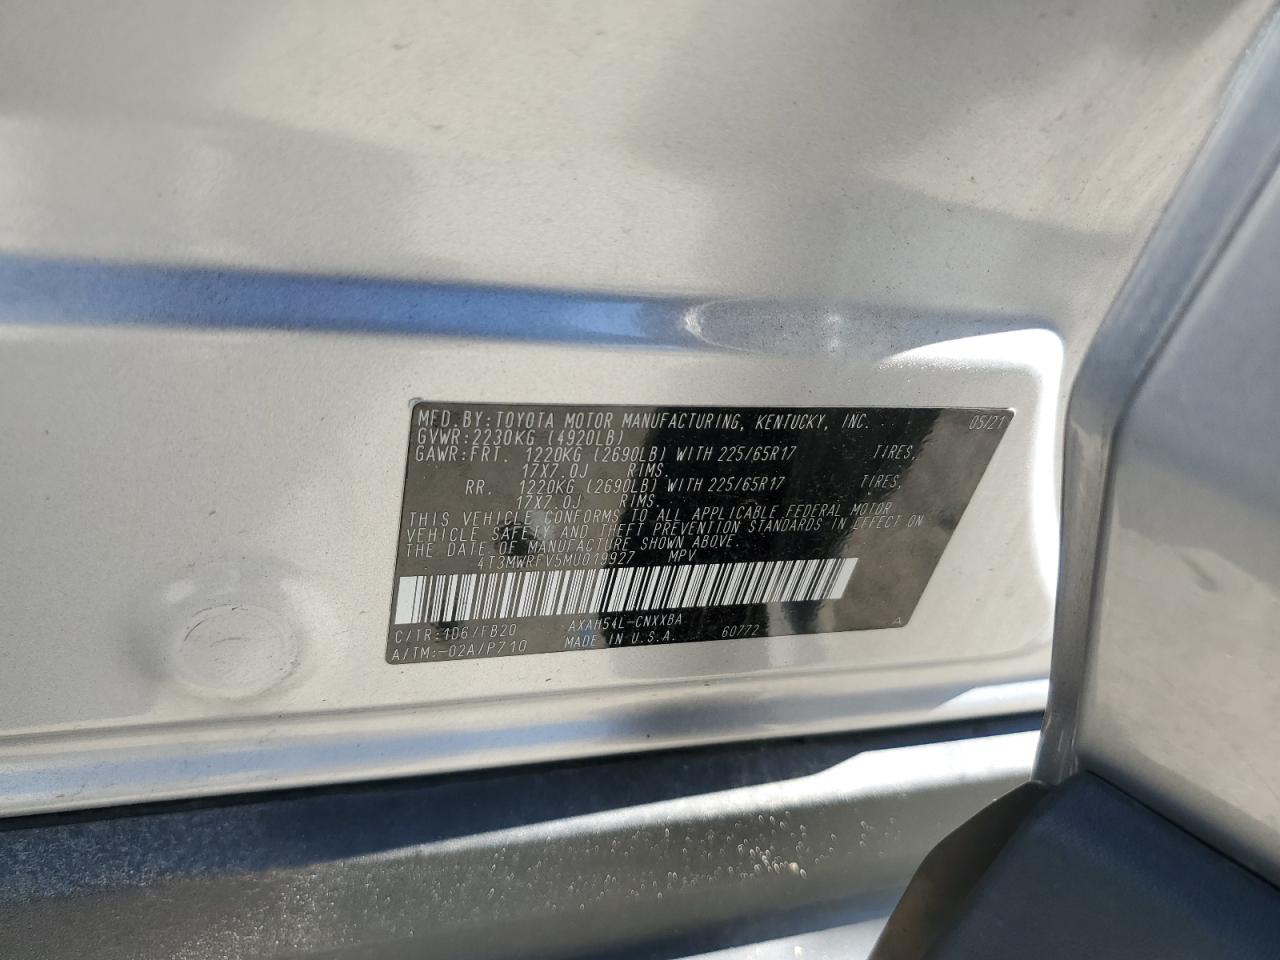 MFD.BY:TOYOTA MOTOR MANUFACTURING, KENTUCKY, INC. 05/21
GVWR:2230KG (4920LB)
GAWR:FRT. 1220KG (2690LB) WITH 225/65R17 TIRES,
17X7.0J RIMS.
RR. 1220KG (2690LB) WITH 225/65R17 TIRES,
17X7.0J RIMS.
THIS VEHICLE CONFORMS TO ALL APPLICABLE FEDERAL MOTOR
VEHICLE SAFETY AND THEFT PREVENTION STANDARDS IN EFFECT ON
THE DATE OF MANUFACTURE SHOWN ABOVE.
4T3MWRFV5MU019927 MPV
C/TR:1D6/FB20 AXAH54L-CNXXBA A
A/TM:-02A/P710 MADE IN U.S.A. 60772